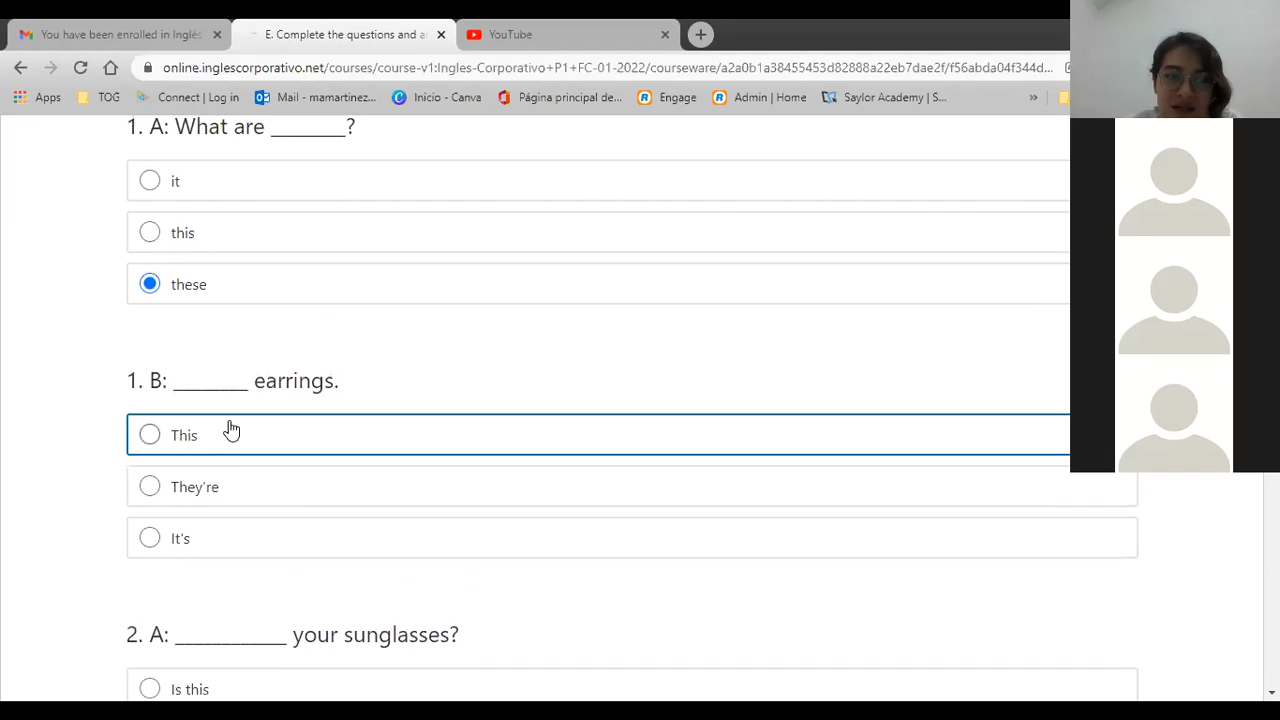 You have been enrolled in Ingles
E. Complete the questions and a
YouTube
online.inglescorporativo.net/courses/course-v1:Ingles-Corporativo+P1+FC-01-2022/courseware/a2a0b1a38455453d82888a22eb7dae2f/f56abda04f344d...
Apps TOG Connect | Log in Mail - mamartinez... Inicio - Canva Página principal de... Engage Admin | Home Saylor Academy | S... »
1. A: What are ________?
it
this
these
1. B: ________ earrings.
This
They're
It's
2. A: ____________ your sunglasses?
Is this